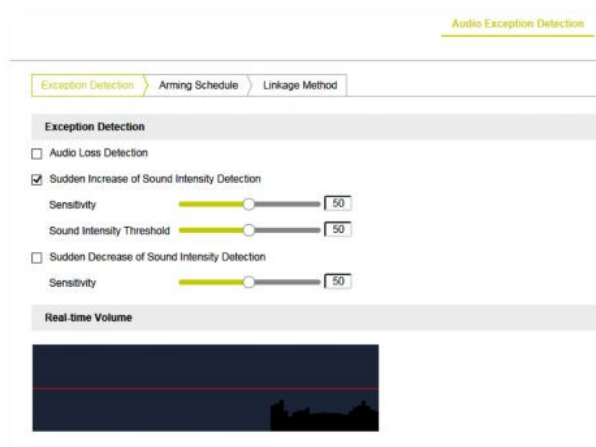 Audio Exception Detection
Exception Detection Arming Schedule Linkage Method
Exception Detection
Audio Loss Detection
Sudden Increase of Sound Intensity Detection
Sensitivity 50
Sound Intensity Threshold 50
Sudden Decrease of Sound Intensity Detection
Sensitivity 50
Real-time Volume